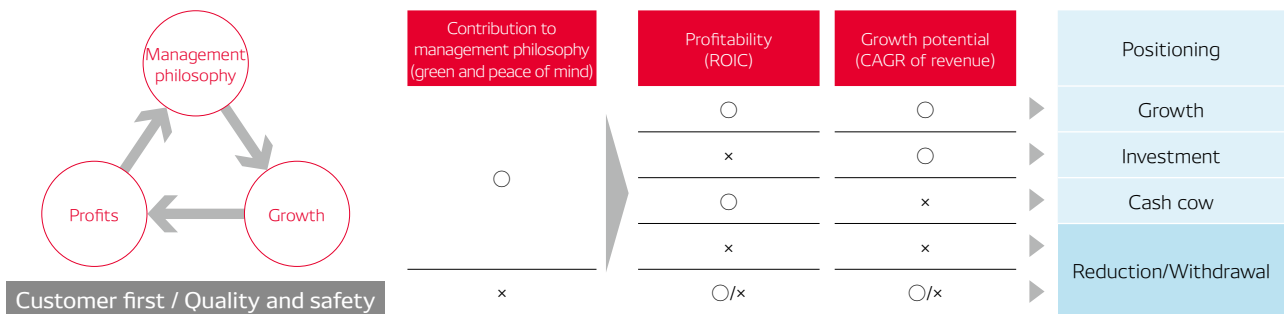 Management
philosophy
Profits
Growth
Customer first / Quality and safety
Contribution to
management philosophy
(green and peace of mind)
Profitability
(ROIC)
Growth potential
(CAGR of revenue)
Positioning
○
○
○
Growth
×
○
Investment
○
×
Cash cow
×
×
Reduction/Withdrawal
×
○/×
○/×